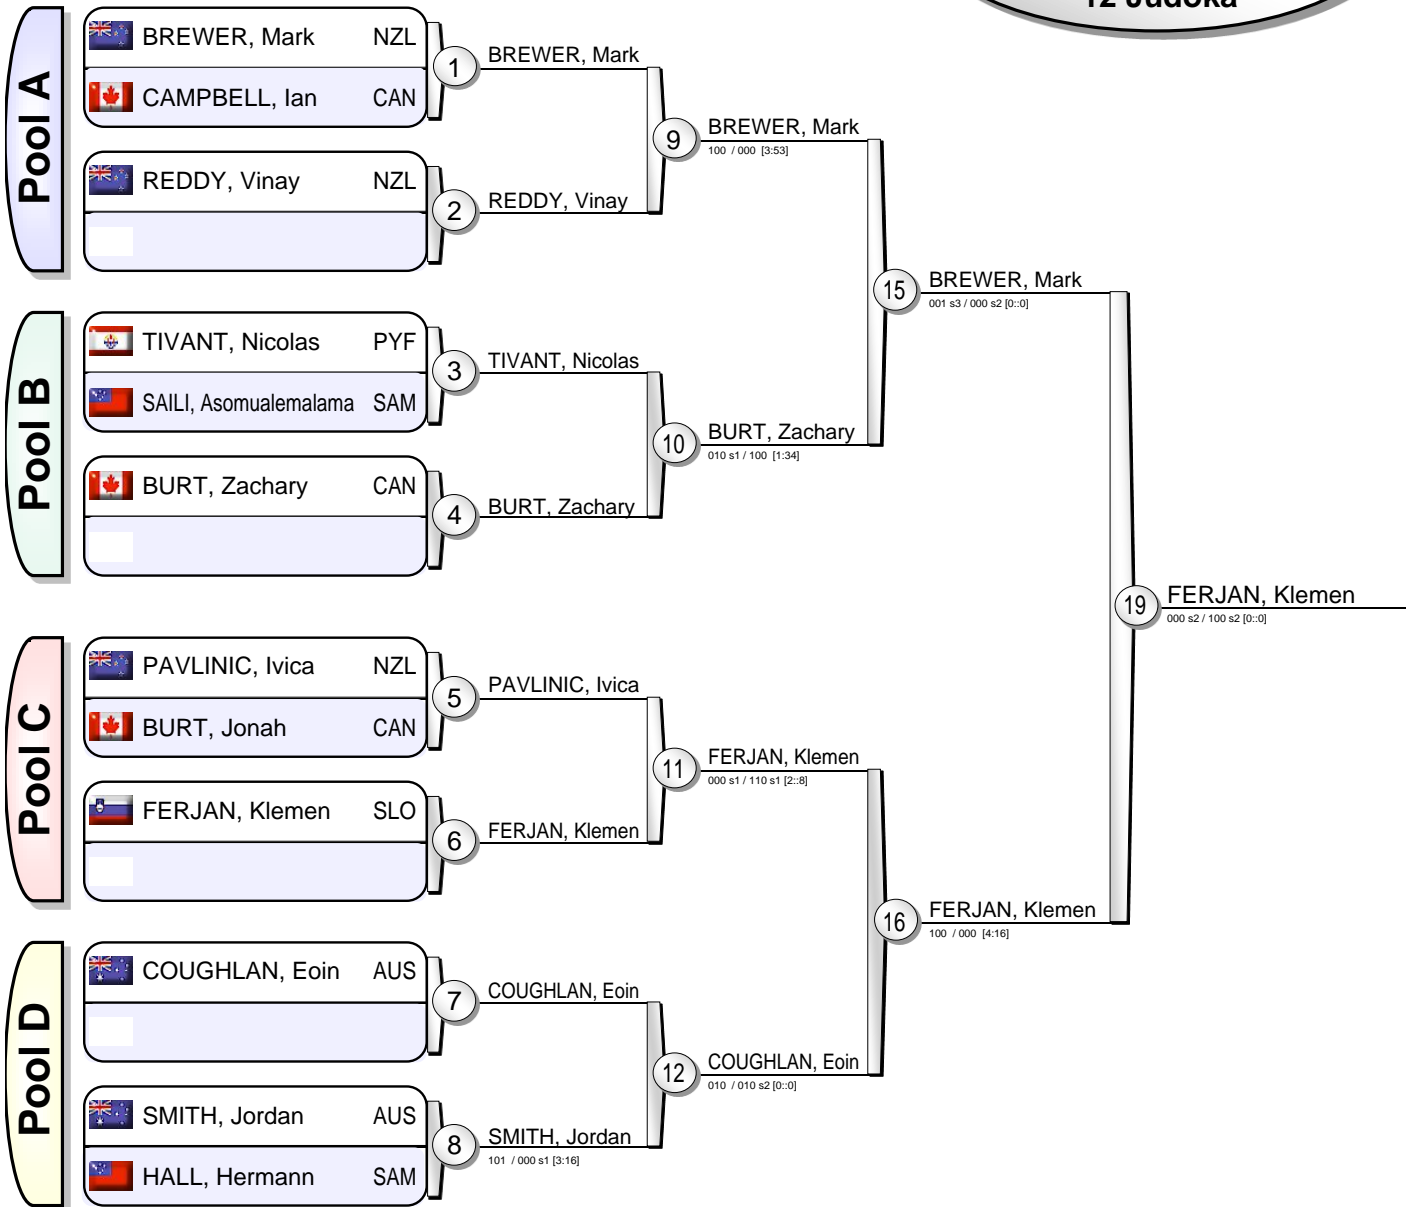 12 Judoka
Pool A
BREWER, Mark NZL
CAMPBELL, Ian CAN
1
BREWER, Mark
REDDY, Vinay NZL
2
REDDY, Vinay
9
BREWER, Mark
100 / 000 [3:53]
Pool B
TIVANT, Nicolas PYF
SAILI, Asomualemalama SAM
3
TIVANT, Nicolas
BURT, Zachary CAN
4
BURT, Zachary
10
BURT, Zachary
010 s1 / 100 [1:34]
15
BREWER, Mark
001 s3 / 000 s2 [0::0]
Pool C
PAVLINIC, Ivica NZL
BURT, Jonah CAN
5
PAVLINIC, Ivica
FERJAN, Klemen SLO
6
FERJAN, Klemen
11
FERJAN, Klemen
000 s1 / 110 s1 [2::8]
Pool D
COUGHLAN, Eoin AUS
7
COUGHLAN, Eoin
SMITH, Jordan AUS
HALL, Hermann SAM
8
SMITH, Jordan
101 / 000 s1 [3:16]
12
COUGHLAN, Eoin
010 / 010 s2 [0::0]
16
FERJAN, Klemen
100 / 000 [4:16]
19
FERJAN, Klemen
000 s2 / 100 s2 [0::0]